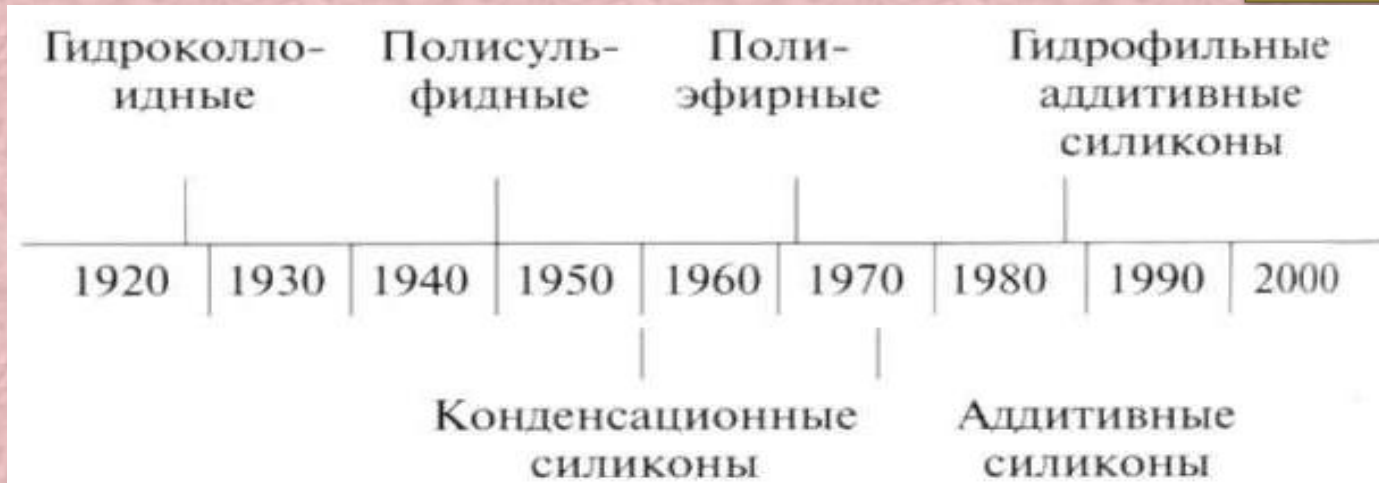 Гидроколло-
идные
Полисуль-
фидные
Поли-
эфирные
Гидрофильные
аддитивные
силиконы
1920 1930 1940 1950 1960 1970 1980 1990 2000
Конденсационные
силиконы
Аддитивные
силиконы